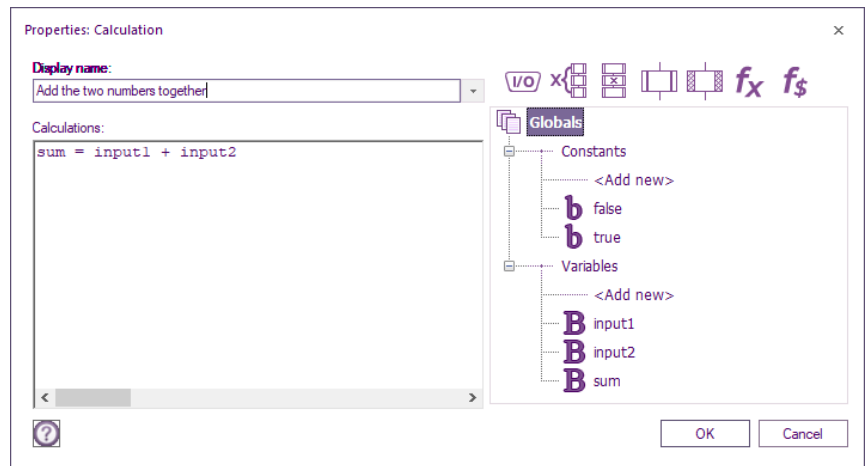 Properties: Calculation
Display name:
Add the two numbers together
Calculations:
sum = input1 + input2
I/O x{ x fx f$
Globals
Constants
<Add new>
b false
b true
Variables
<Add new>
B input1
B input2
B sum
?
OK Cancel